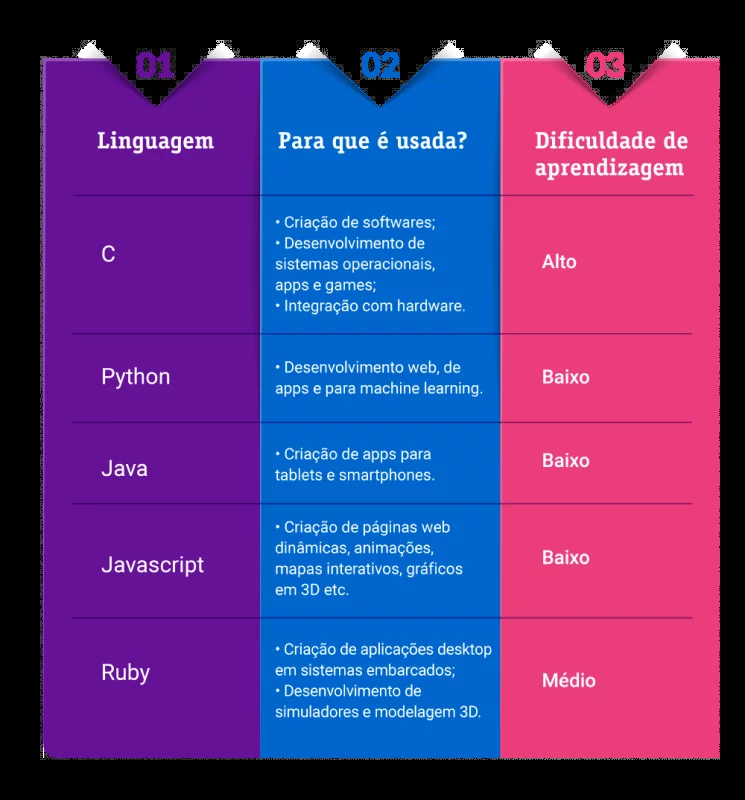 01
02
03
Linguagem
Para que é usada?
Dificuldade de
aprendizagem
C
• Criação de softwares;
• Desenvolvimento de
sistemas operacionais,
apps e games;
• Integração com hardware.
Alto
Python
• Desenvolvimento web, de
apps e para machine learning.
Baixo
Java
• Criação de apps para
tablets e smartphones.
Baixo
Javascript
• Criação de páginas web
dinâmicas, animações,
mapas interativos, gráficos
em 3D etc.
Baixo
Ruby
• Criação de aplicações desktop
em sistemas embarcados;
• Desenvolvimento de
simuladores e modelagem 3D.
Médio